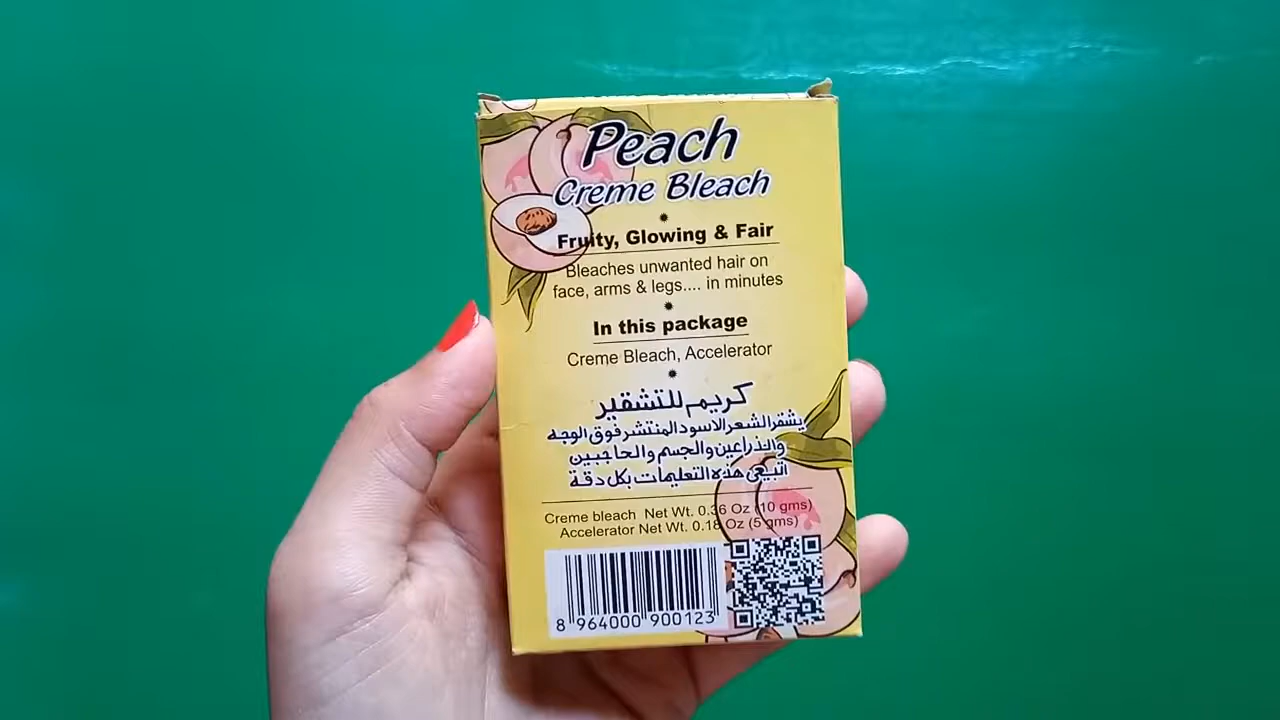 Peach
Creme Bleach
Fruity, Glowing & Fair
Bleaches unwanted hair on
face, arms & legs.... in minutes
In this package
Creme Bleach, Accelerator
كريم للتشقير
يشقر الشعر الاسود المنتشر فوق الوجه
والذراعين والجسم والحاجبين
اتبعي هذه التعليمات بكل دقة
Creme bleach Net Wt. 0.36 Oz (10 gms)
Accelerator Net Wt. 0.18 Oz (5 gms)
8 964000 900123